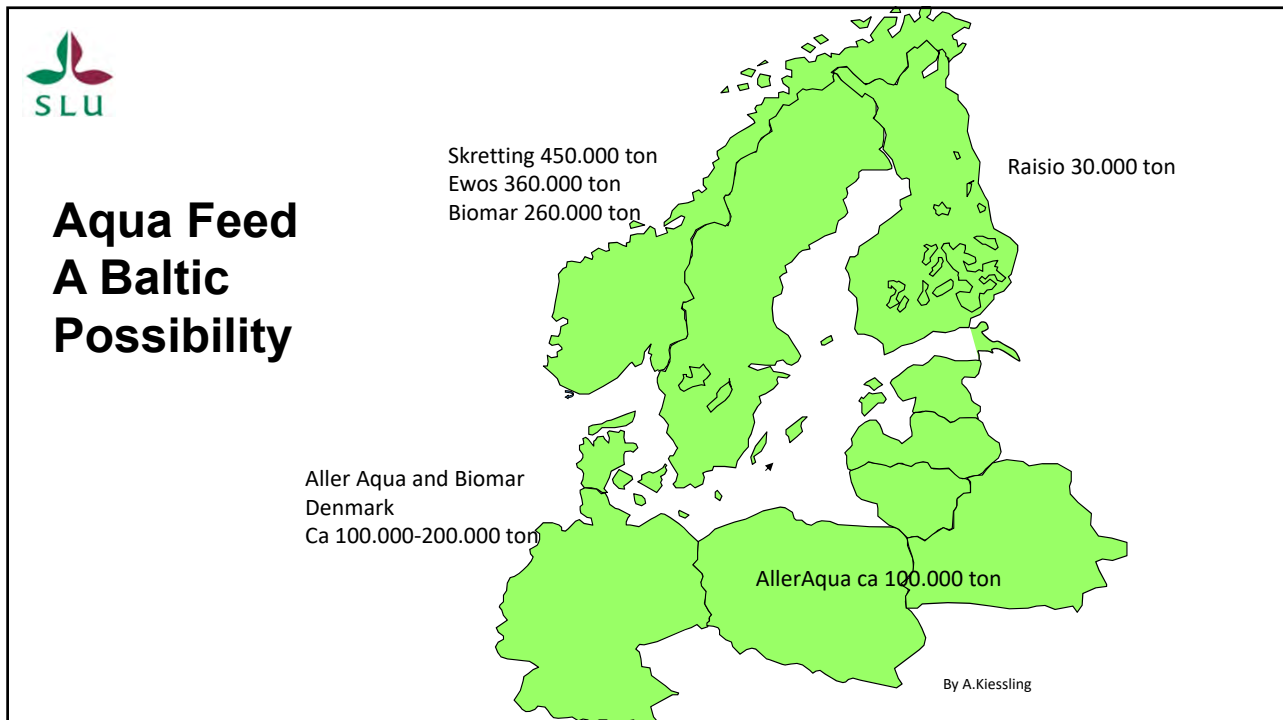 SLU
Aqua Feed
A Baltic
Possibility
Skretting 450.000 ton
Ewos 360.000 ton
Biomar 260.000 ton
Raisio 30.000 ton
Aller Aqua and Biomar
Denmark
Ca 100.000-200.000 ton
AllerAqua ca 100.000 ton
By A.Kiessling